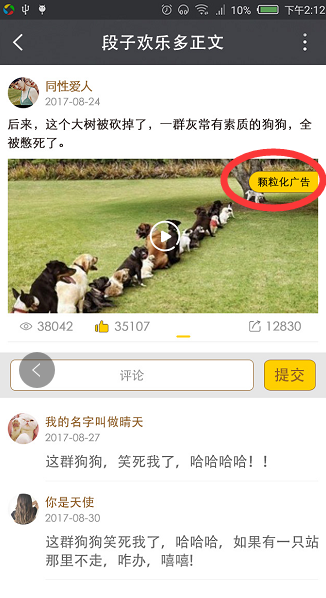 10% 下午2:12
段子欢乐多正文
同性爱人
2017-08-24
后来，这个大树被砍掉了，一群灰常有素质的狗狗，全
被憋死了。
颗粒化广告
38042 35107 12830
评论 提交
我的名字叫做晴天
2017-08-27
这群狗狗，笑死我了，哈哈哈哈！！
你是天使
2017-08-30
这群狗狗笑死我了，哈哈哈，如果有一只站
那里不走，咋办，嘻嘻!